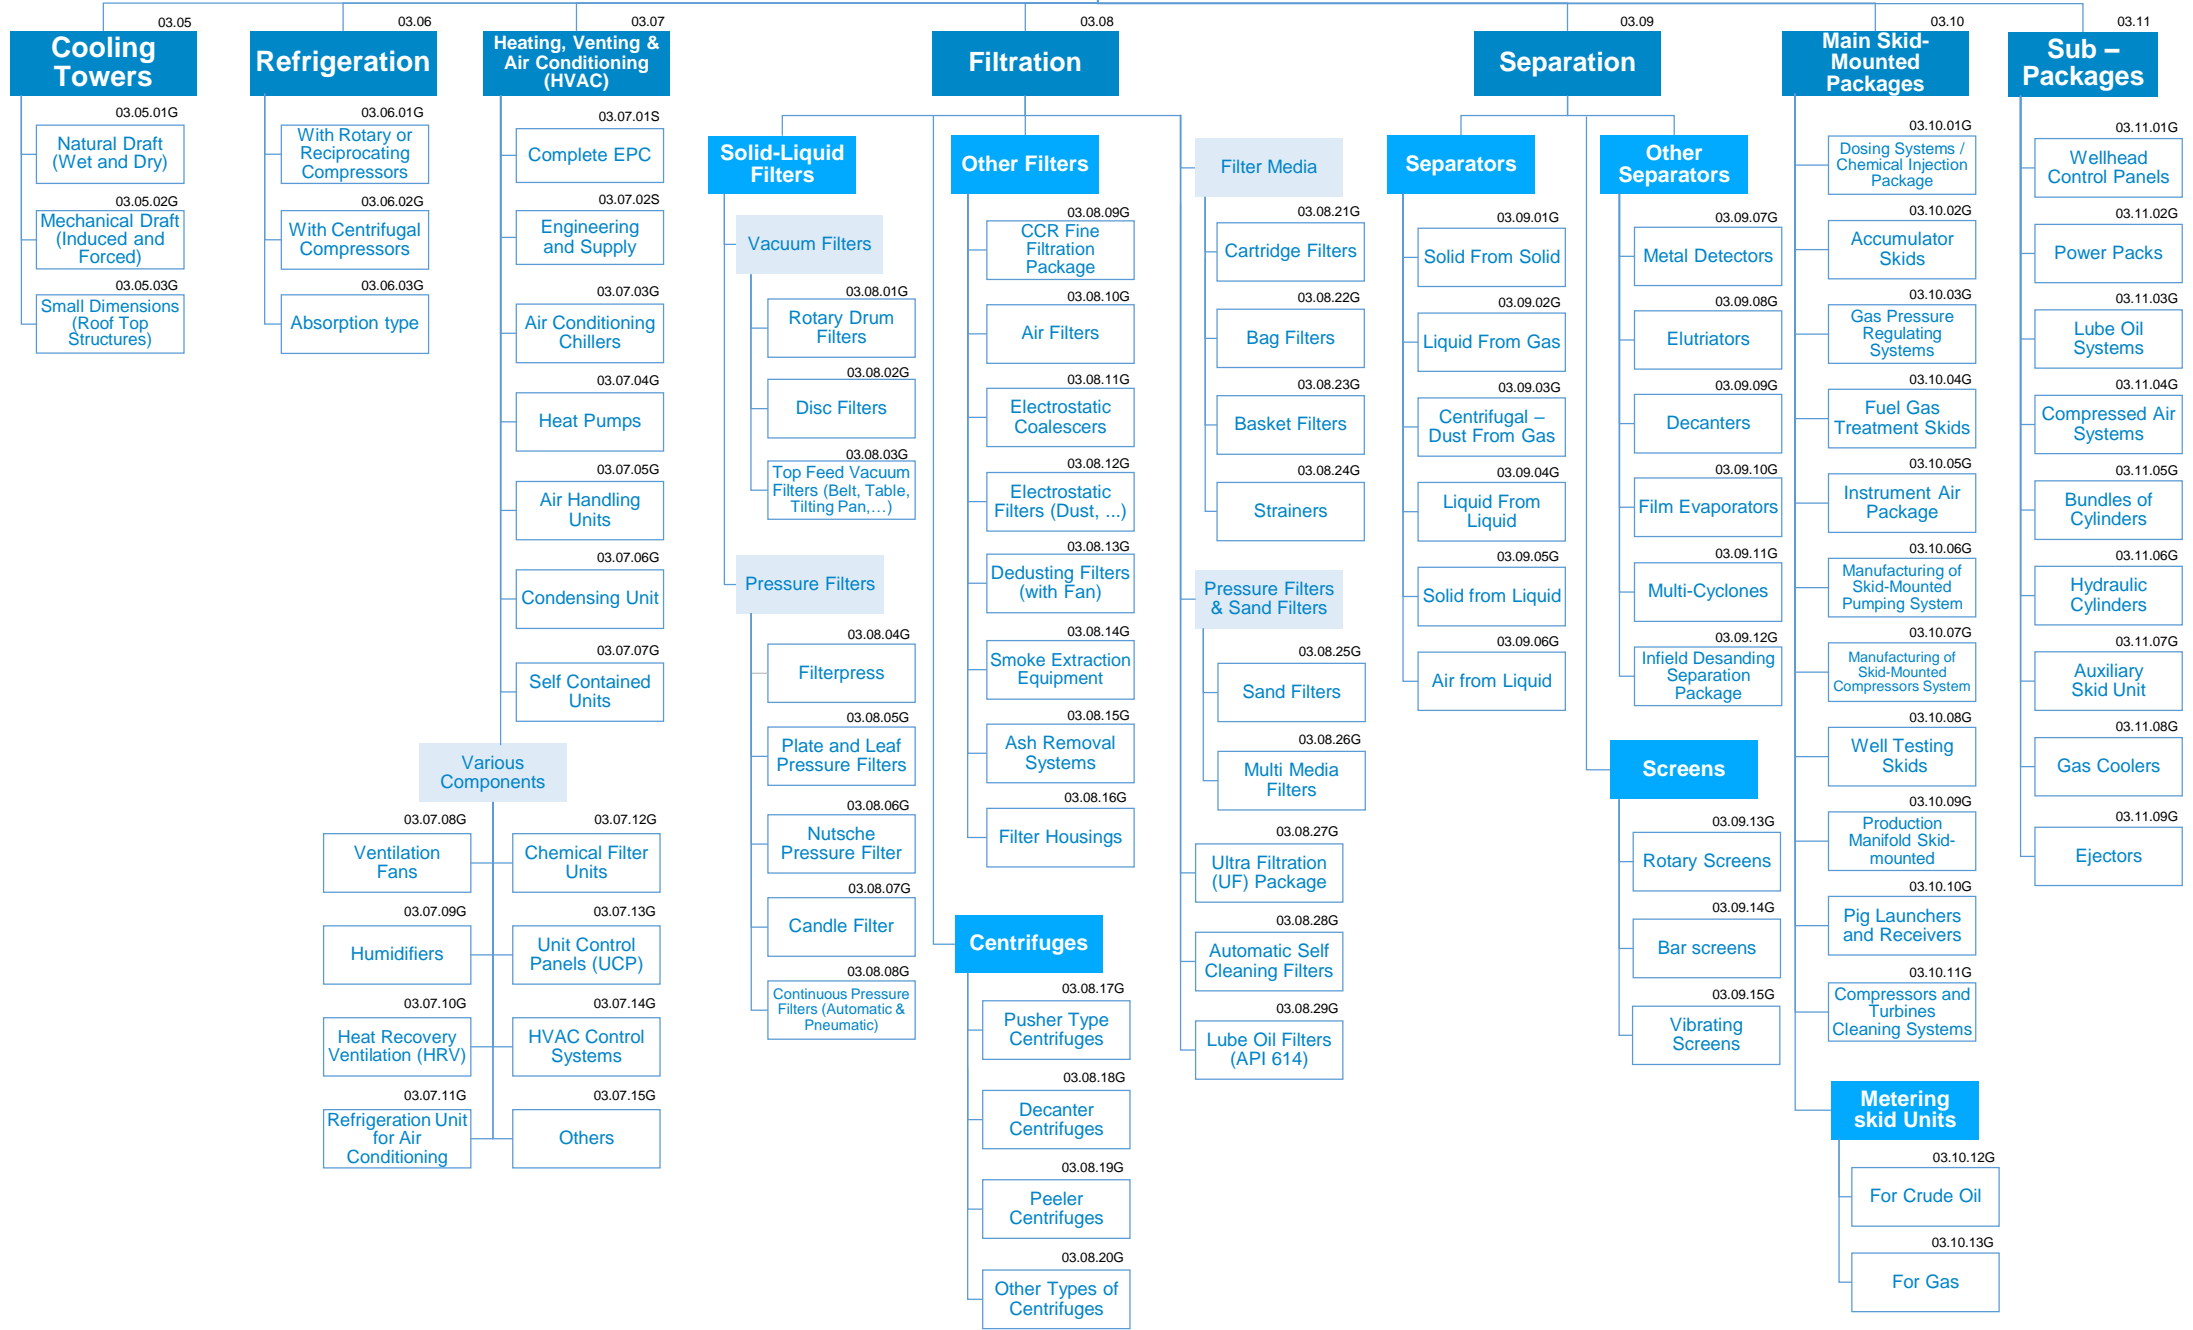 03.05
Cooling
Towers
03.05.01G
Natural Draft
(Wet and Dry)
03.05.02G
Mechanical Draft
(Induced and
Forced)
03.05.03G
Small Dimensions
(Roof Top
Structures)
03.06
Refrigeration
03.06.01G
With Rotary or
Reciprocating
Compressors
03.06.02G
With Centrifugal
Compressors
03.06.03G
Absorption type
03.07
Heating, Venting &
Air Conditioning
(HVAC)
03.07.01S
Complete EPC
03.07.02S
Engineering
and Supply
03.07.03G
Air Conditioning
Chillers
03.07.04G
Heat Pumps
03.07.05G
Air Handling
Units
03.07.06G
Condensing Unit
03.07.07G
Self Contained
Units
Various
Components
03.07.08G
Ventilation
Fans
03.07.09G
Humidifiers
03.07.10G
Heat Recovery
Ventilation (HRV)
03.07.11G
Refrigeration Unit
for Air
Conditioning
03.07.12G
Chemical Filter
Units
03.07.13G
Unit Control
Panels (UCP)
03.07.14G
HVAC Control
Systems
03.07.15G
Others
03.08
Filtration
Solid-Liquid
Filters
Vacuum Filters
03.08.01G
Rotary Drum
Filters
03.08.02G
Disc Filters
03.08.03G
Top Feed Vacuum
Filters (Belt, Table,
Tilting Pan,…)
Pressure Filters
03.08.04G
Filterpress
03.08.05G
Plate and Leaf
Pressure Filters
03.08.06G
Nutsche
Pressure Filter
03.08.07G
Candle Filter
03.08.08G
Continuous Pressure
Filters (Automatic &
Pneumatic)
Other Filters
03.08.09G
CCR Fine
Filtration
Package
03.08.10G
Air Filters
03.08.11G
Electrostatic
Coalescers
03.08.12G
Electrostatic
Filters (Dust, ...)
03.08.13G
Dedusting Filters
(with Fan)
03.08.14G
Smoke Extraction
Equipment
03.08.15G
Ash Removal
Systems
03.08.16G
Filter Housings
Centrifuges
03.08.17G
Pusher Type
Centrifuges
03.08.18G
Decanter
Centrifuges
03.08.19G
Peeler
Centrifuges
03.08.20G
Other Types of
Centrifuges
Filter Media
03.08.21G
Cartridge Filters
03.08.22G
Bag Filters
03.08.23G
Basket Filters
03.08.24G
Strainers
Pressure Filters
& Sand Filters
03.08.25G
Sand Filters
03.08.26G
Multi Media
Filters
03.08.27G
Ultra Filtration
(UF) Package
03.08.28G
Automatic Self
Cleaning Filters
03.08.29G
Lube Oil Filters
(API 614)
03.09
Separation
Separators
03.09.01G
Solid From Solid
03.09.02G
Liquid From Gas
03.09.03G
Centrifugal –
Dust From Gas
03.09.04G
Liquid From
Liquid
03.09.05G
Solid from Liquid
03.09.06G
Air from Liquid
Other
Separators
03.09.07G
Metal Detectors
03.09.08G
Elutriators
03.09.09G
Decanters
03.09.10G
Film Evaporators
03.09.11G
Multi-Cyclones
03.09.12G
Infield Desanding
Separation
Package
Screens
03.09.13G
Rotary Screens
03.09.14G
Bar screens
03.09.15G
Vibrating
Screens
03.10
Main Skid-
Mounted
Packages
03.10.01G
Dosing Systems /
Chemical Injection
Package
03.10.02G
Accumulator
Skids
03.10.03G
Gas Pressure
Regulating
Systems
03.10.04G
Fuel Gas
Treatment Skids
03.10.05G
Instrument Air
Package
03.10.06G
Manufacturing of
Skid-Mounted
Pumping System
03.10.07G
Manufacturing of
Skid-Mounted
Compressors System
03.10.08G
Well Testing
Skids
03.10.09G
Production
Manifold Skid-
mounted
03.10.10G
Pig Launchers
and Receivers
03.10.11G
Compressors and
Turbines
Cleaning Systems
Metering
skid Units
03.10.12G
For Crude Oil
03.10.13G
For Gas
03.11
Sub –
Packages
03.11.01G
Wellhead
Control Panels
03.11.02G
Power Packs
03.11.03G
Lube Oil
Systems
03.11.04G
Compressed Air
Systems
03.11.05G
Bundles of
Cylinders
03.11.06G
Hydraulic
Cylinders
03.11.07G
Auxiliary
Skid Unit
03.11.08G
Gas Coolers
03.11.09G
Ejectors